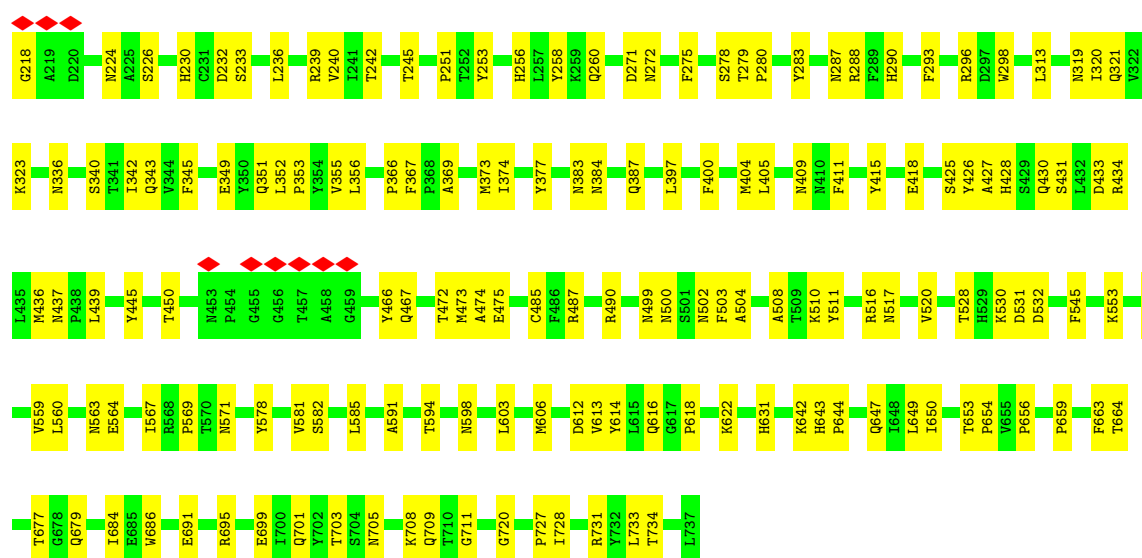 G218 A219 D220 N224 A225 S226 H230 C231 D232 S233 L236 R239 V240 I241 T242 T245 P251 T252 Y253 H256 L257 Y258 K259 Q260 D271 N272 F275 S278 T279 P280 Y283 N287 R288 F289 H290 F293 R296 D297 W298 L313 N319 I320 Q321 V322
K323 N336 S340 T341 I342 Q343 V344 F345 E349 Y350 Q351 L352 P353 Y354 V355 L356 P366 F367 P368 A369 M373 I374 Y377 N383 N384 Q387 L397 F400 M404 L405 N409 N410 F411 Y415 E418 S425 Y426 A427 H428 S429 Q430 S431 L432 D433 R434
L435 M436 N437 P438 L439 Y445 T450 N453 P454 G455 G456 T457 A458 G459 Y466 Q467 T472 M473 A474 E475 C485 F486 R487 R490 N499 N500 S501 N502 F503 A504 A508 T509 K510 Y511 R516 N517 V520 T528 H529 K530 D531 D532 F545 K553
V559 L560 N563 E564 I567 R568 P569 T570 N571 Y578 V581 S582 L585 A591 T594 N598 L603 M606 D612 V613 Y614 L615 Q616 G617 P618 K622 H631 K642 H643 P644 Q647 I648 L649 I650 T653 P654 V655 P656 P659 F663 T664
T677 G678 Q679 I684 E685 W686 E691 R695 E699 I700 Q701 Y702 T703 S704 N705 K708 Q709 T710 G711 G720 P727 I728 R731 Y732 L733 T734 L737